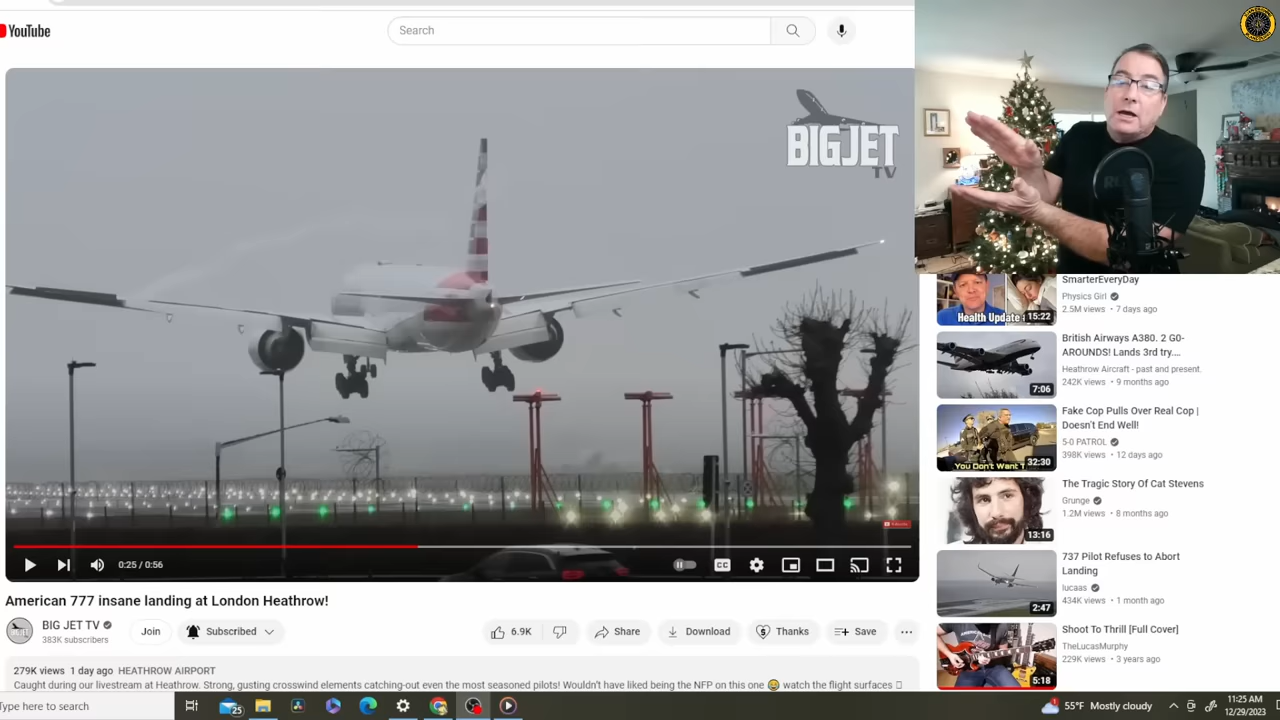 YouTube
Search
BIGJET
TV
0:25 / 0:56
CC
American 777 insane landing at London Heathrow!
BIG JET TV
383K subscribers
Join
Subscribed
6.9K
Share
Download
Thanks
Save
279K views 1 day ago HEATHROW AIRPORT
Caught during our livestream at Heathrow. Strong, gusting crosswind elements catching-out even the most seasoned pilots! Wouldn't have liked being the NFP on this one 😅 watch the flight surfaces
SmarterEveryDay
Physics Girl
2.5M views • 7 days ago
Health Update
15:22
British Airways A380. 2 G0-
AROUNDS! Lands 3rd try....
Heathrow Aircraft - past and present.
242K views • 9 months ago
7:06
Fake Cop Pulls Over Real Cop |
Doesn't End Well!
5-0 PATROL
398K views • 12 days ago
You Don't Want T
32:30
The Tragic Story Of Cat Stevens
Grunge
1.2M views • 8 months ago
13:16
737 Pilot Refuses to Abort
Landing
lucaas
434K views • 1 month ago
2:47
Shoot To Thrill [Full Cover]
TheLucasMurphy
229K views • 3 years ago
5:18
Type here to search
25
55°F Mostly cloudy
11:25 AM
12/29/2023